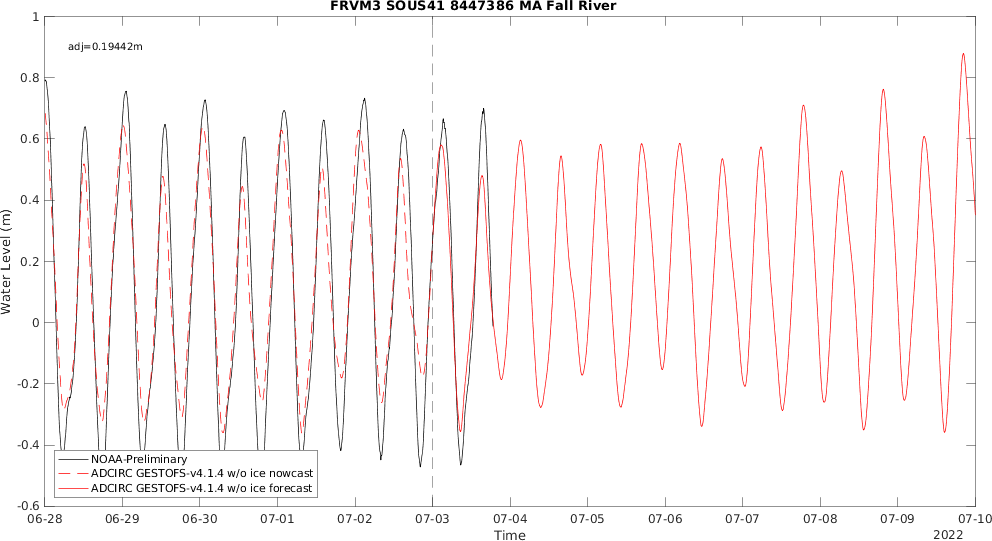 FRVM3 SOUS41 8447386 MA Fall River
adj=0.19442m
1
0.8
0.6
0.4
0.2
0
-0.2
-0.4
-0.6
Water Level (m)
NOAA-Preliminary
ADCIRC GESTOFS-v4.1.4 w/o ice nowcast
ADCIRC GESTOFS-v4.1.4 w/o ice forecast
06-28 06-29 06-30 07-01 07-02 07-03 07-04 07-05 07-06 07-07 07-08 07-09 07-10
Time
2022